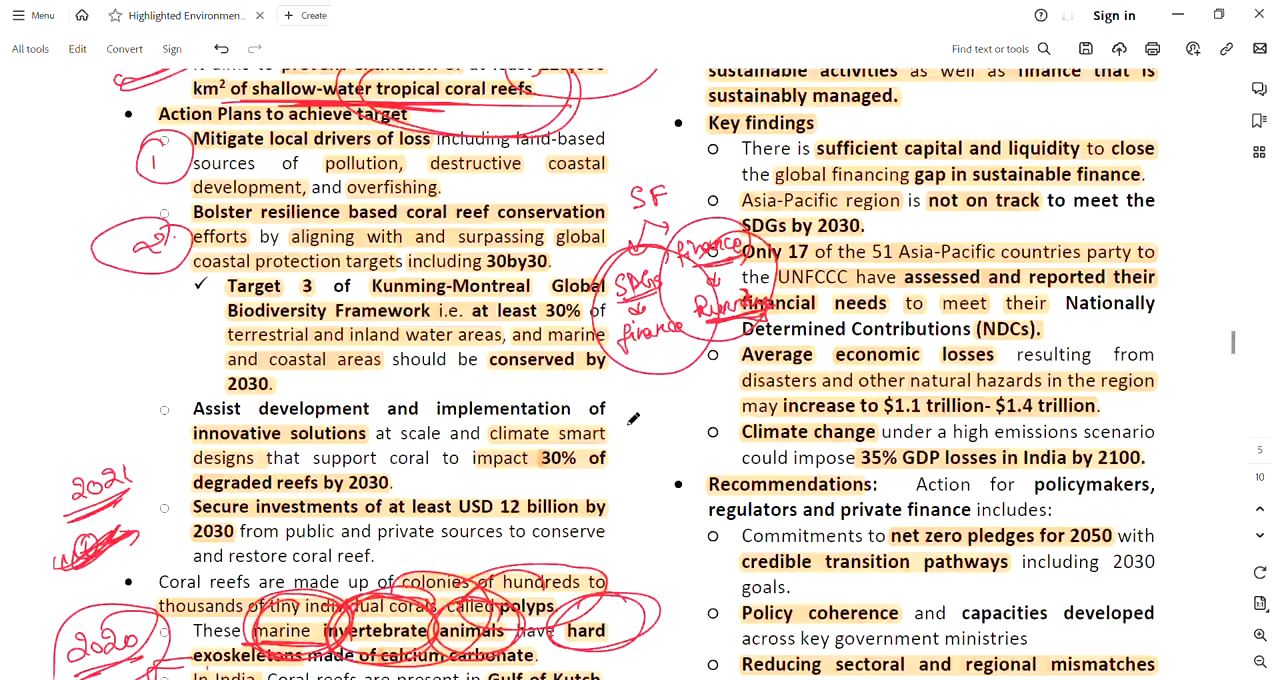 Menu
Highlighted Environmen...
Create
Sign in
All tools Edit Convert Sign
Find text or tools
km² of shallow-water tropical coral reefs.
• Action Plans to achieve target
Mitigate local drivers of loss including land-based
sources of pollution, destructive coastal
development, and overfishing.
Bolster resilience based coral reef conservation
efforts by aligning with and surpassing global
coastal protection targets including 30by30.
✓ Target 3 of Kunming-Montreal Global
Biodiversity Framework i.e. at least 30% of
terrestrial and inland water areas, and marine
and coastal areas should be conserved by
2030.
Assist development and implementation of
innovative solutions at scale and climate smart
designs that support coral to impact 30% of
degraded reefs by 2030.
Secure investments of at least USD 12 billion by
2030 from public and private sources to conserve
and restore coral reef.
• Coral reefs are made up of colonies of hundreds to
thousands of tiny individual corals, called polyps.
These marine invertebrate animals have hard
exoskeletons made of calcium carbonate.
In India, Coral reefs are present in Gulf of Kutch,
1
2021
2020
SF
SDGs
finance
finance
sustainable activities as well as finance that is
sustainably managed.
• Key findings
There is sufficient capital and liquidity to close
the global financing gap in sustainable finance.
Asia-Pacific region is not on track to meet the
SDGs by 2030.
Only 17 of the 51 Asia-Pacific countries party to
the UNFCCC have assessed and reported their
financial needs to meet their Nationally
Determined Contributions (NDCs).
Average economic losses resulting from
disasters and other natural hazards in the region
may increase to $1.1 trillion- $1.4 trillion.
Climate change under a high emissions scenario
could impose 35% GDP losses in India by 2100.
• Recommendations: Action for policymakers,
regulators and private finance includes:
Commitments to net zero pledges for 2050 with
credible transition pathways including 2030
goals.
Policy coherence and capacities developed
across key government ministries
Reducing sectoral and regional mismatches
5
10